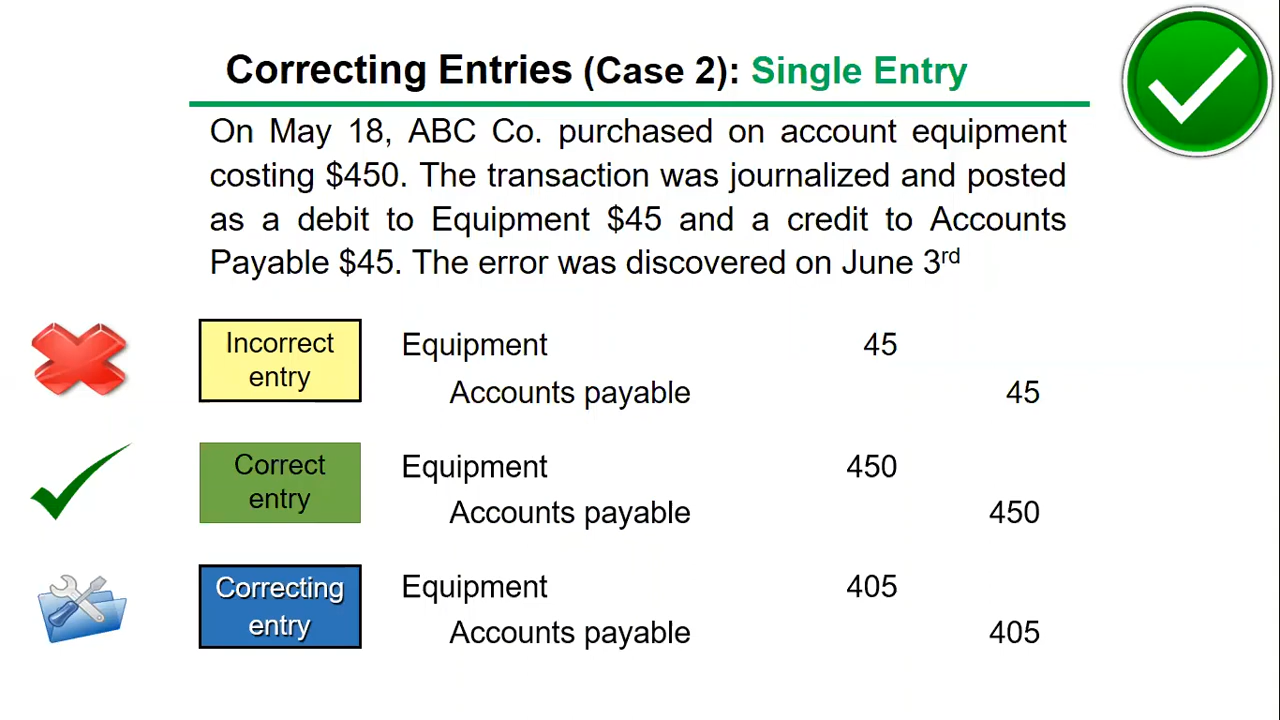 Correcting Entries (Case 2): Single Entry
On May 18, ABC Co. purchased on account equipment
costing $450. The transaction was journalized and posted
as a debit to Equipment $45 and a credit to Accounts
Payable $45. The error was discovered on June 3rd
Incorrect
entry
Equipment 45
Accounts payable 45
Correct
entry
Equipment 450
Accounts payable 450
Correcting
entry
Equipment 405
Accounts payable 405